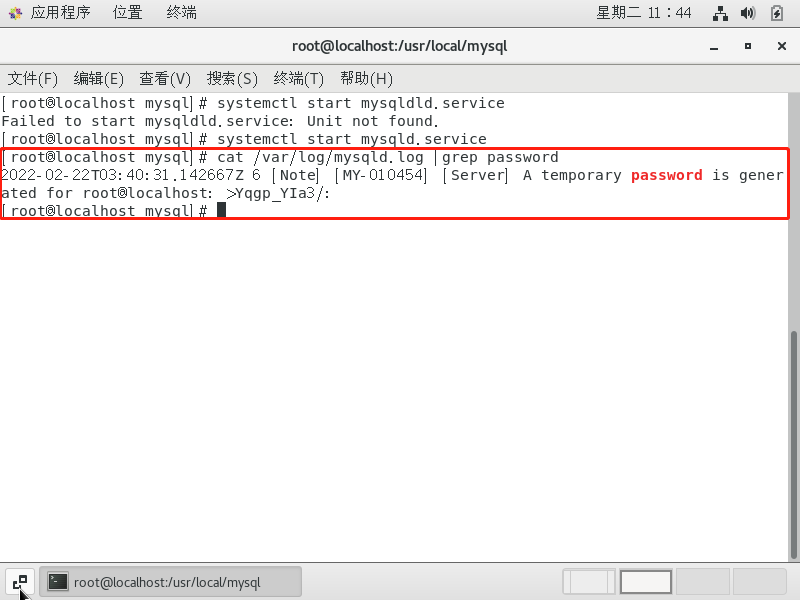 应用程序 位置 终端 星期二 11：44
root@localhost:/usr/local/mysql
文件(F) 编辑(E) 查看(V) 搜索(S) 终端(T) 帮助(H)
[root@localhost mysql]# systemctl start mysqldld.service
Failed to start mysqldld.service: Unit not found.
[root@localhost mysql]# systemctl start mysqld.service
[root@localhost mysql]# cat /var/log/mysqld.log |grep password
2022-02-22T03:40:31.142667Z 6 [Note] [MY-010454] [Server] A temporary password is gener
ated for root@localhost: >Yqgp_YIa3/:
[root@localhost mysql]#
root@localhost:/usr/local/mysql